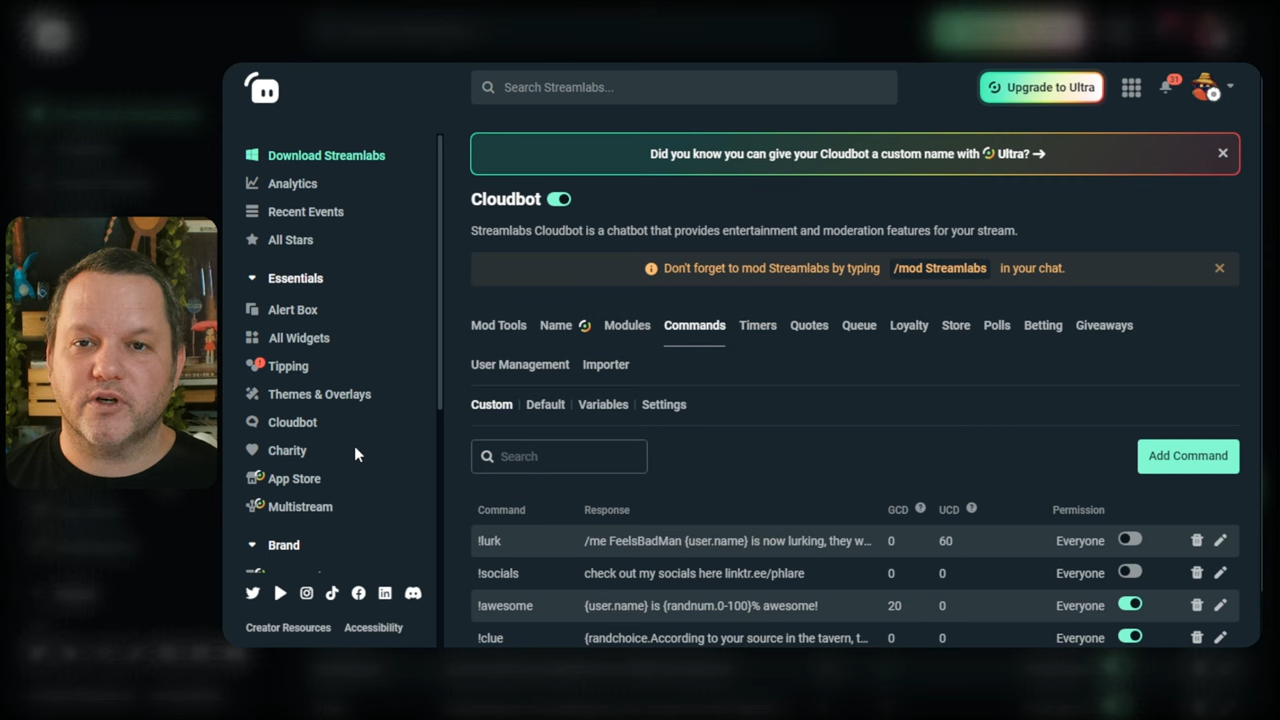 Search Streamlabs...
Upgrade to Ultra
31
Download Streamlabs
Analytics
Recent Events
All Stars
Essentials
Alert Box
All Widgets
Tipping
Themes & Overlays
Cloudbot
Charity
App Store
Multistream
Brand
Creator Resources Accessibility
Did you know you can give your Cloudbot a custom name with Ultra? →
Cloudbot
Streamlabs Cloudbot is a chatbot that provides entertainment and moderation features for your stream.
Don't forget to mod Streamlabs by typing /mod Streamlabs in your chat.
Mod Tools Name Modules Commands Timers Quotes Queue Loyalty Store Polls Betting Giveaways
User Management Importer
Custom Default Variables Settings
Search
Add Command
Command Response GCD UCD Permission
!lurk /me FeelsBadMan {user.name} is now lurking, they w... 0 60 Everyone
!socials check out my socials here linktr.ee/phlare 0 0 Everyone
!awesome {user.name} is {randnum.0-100}% awesome! 20 0 Everyone
!clue {randchoice.According to your source in the tavern, t... 0 0 Everyone